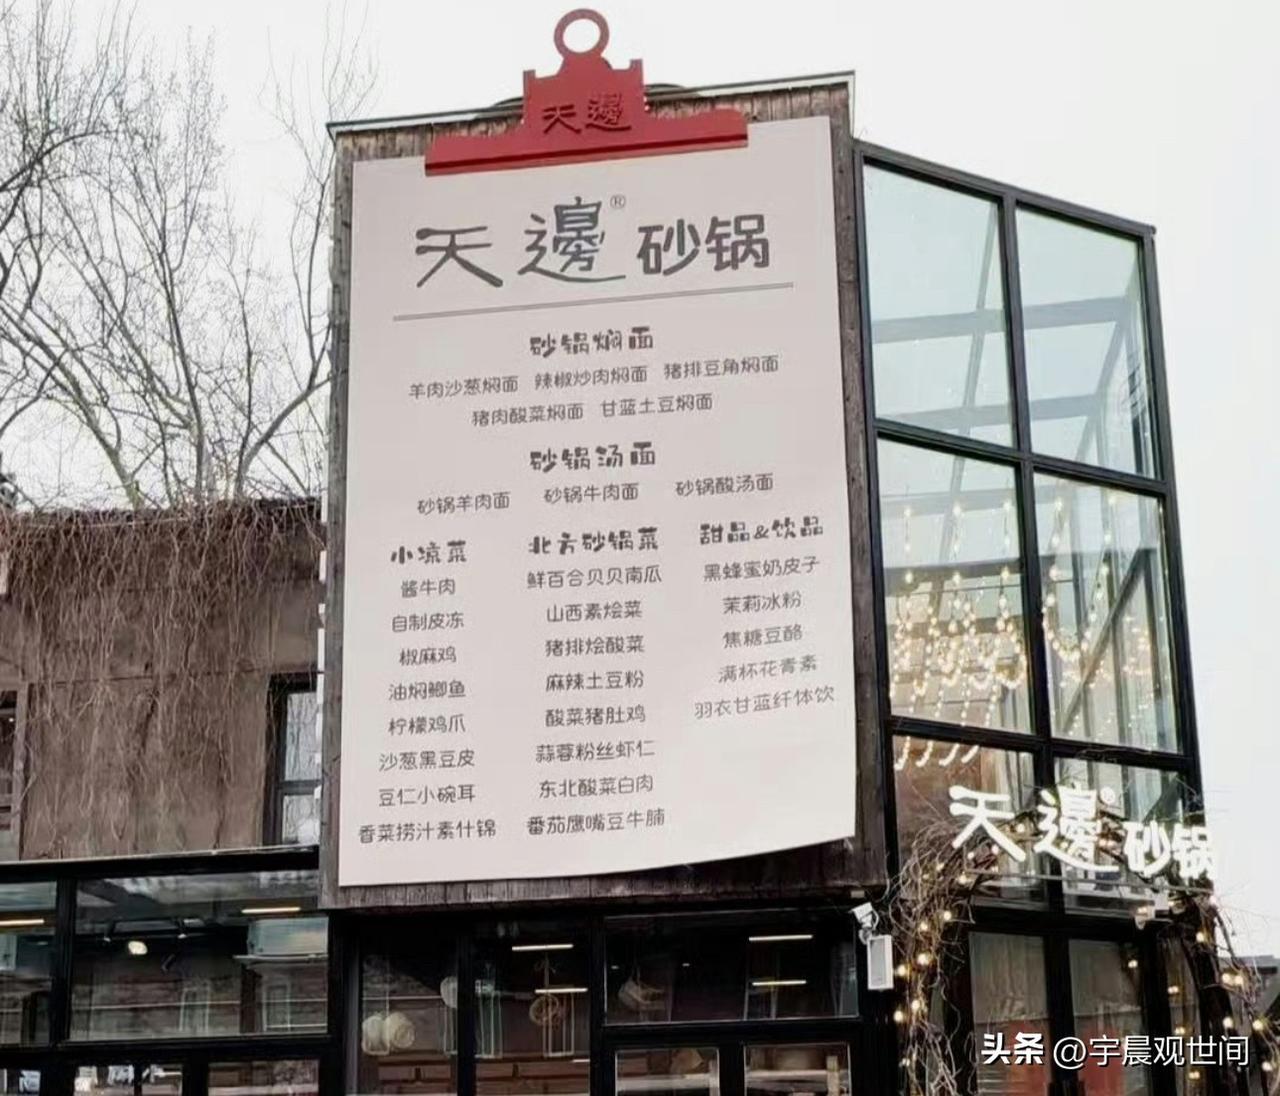 天邊
天邊® 砂锅
砂锅焖面
羊肉沙葱焖面 辣椒炒肉焖面 猪排豆角焖面
猪肉酸菜焖面 甘蓝土豆焖面
砂锅汤面
砂锅羊肉面 砂锅牛肉面 砂锅酸汤面
小凉菜
酱牛肉
自制皮冻
椒麻鸡
油焖鲫鱼
柠檬鸡爪
沙葱黑豆皮
豆仁小碗耳
香菜捞汁素什锦
北方砂锅菜
鲜百合贝贝南瓜
山西素烩菜
猪排烩酸菜
麻辣土豆粉
酸菜猪肚鸡
蒜蓉粉丝虾仁
东北酸菜白肉
番茄鹰嘴豆牛腩
甜品&饮品
黑蜂蜜奶皮子
茉莉冰粉
焦糖豆酪
满杯花青素
羽衣甘蓝纤体饮
天邊® 砂锅
头条 @宇晨观世间